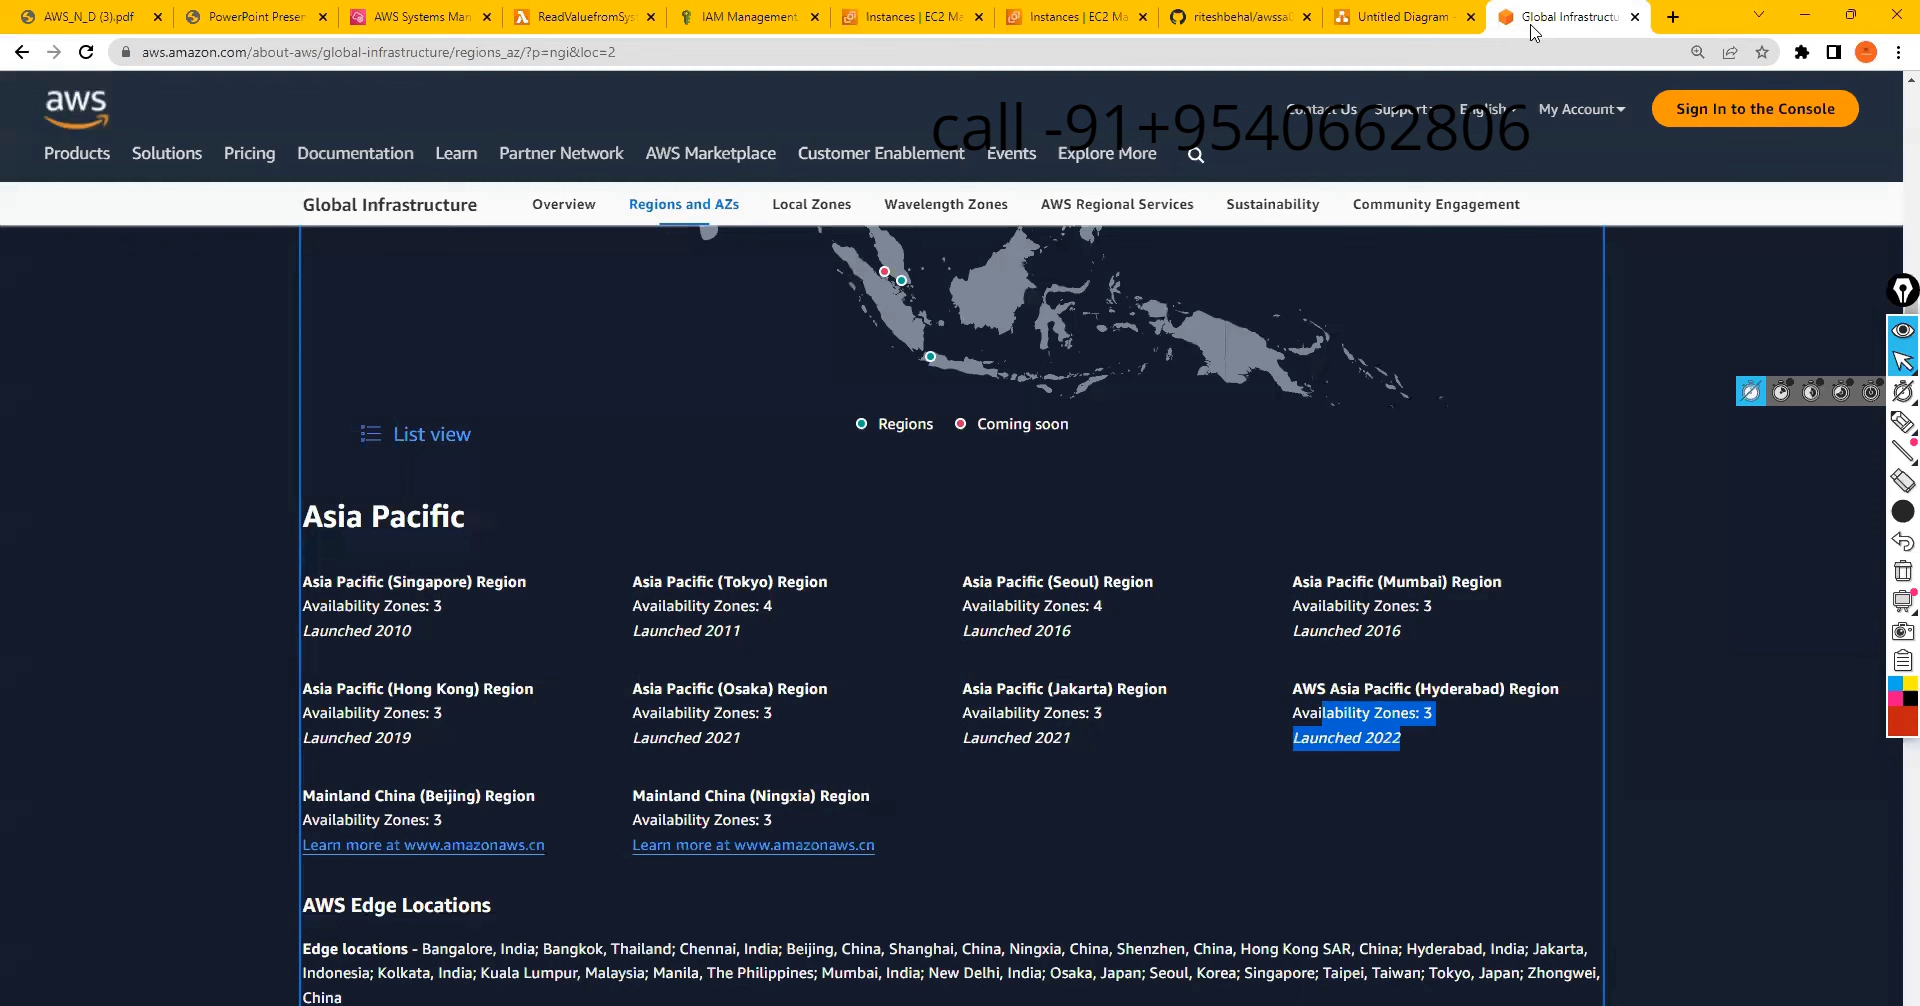 AWS_N_D (3).pdf
PowerPoint Preser
AWS Systems Man
ReadValuefromSys
IAM Management
Instances | EC2 Ma
Instances | EC2 Ma
riteshbehal/awssa
Untitled Diagram
Global Infrastructu
aws.amazon.com/about-aws/global-infrastructure/regions_az/?p=ngi&loc=2
aws
Contact Us Support English My Account
Sign In to the Console
call -91+9540662806
Products Solutions Pricing Documentation Learn Partner Network AWS Marketplace Customer Enablement Events Explore More
Global Infrastructure Overview Regions and AZs Local Zones Wavelength Zones AWS Regional Services Sustainability Community Engagement
Regions Coming soon
List view
Asia Pacific
Asia Pacific (Singapore) Region
Availability Zones: 3
Launched 2010
Asia Pacific (Tokyo) Region
Availability Zones: 4
Launched 2011
Asia Pacific (Seoul) Region
Availability Zones: 4
Launched 2016
Asia Pacific (Mumbai) Region
Availability Zones: 3
Launched 2016
Asia Pacific (Hong Kong) Region
Availability Zones: 3
Launched 2019
Asia Pacific (Osaka) Region
Availability Zones: 3
Launched 2021
Asia Pacific (Jakarta) Region
Availability Zones: 3
Launched 2021
AWS Asia Pacific (Hyderabad) Region
Availability Zones: 3
Launched 2022
Mainland China (Beijing) Region
Availability Zones: 3
Learn more at www.amazonaws.cn
Mainland China (Ningxia) Region
Availability Zones: 3
Learn more at www.amazonaws.cn
AWS Edge Locations
Edge locations - Bangalore, India; Bangkok, Thailand; Chennai, India; Beijing, China, Shanghai, China, Ningxia, China, Shenzhen, China, Hong Kong SAR, China; Hyderabad, India; Jakarta,
Indonesia; Kolkata, India; Kuala Lumpur, Malaysia; Manila, The Philippines; Mumbai, India; New Delhi, India; Osaka, Japan; Seoul, Korea; Singapore; Taipei, Taiwan; Tokyo, Japan; Zhongwei,
China